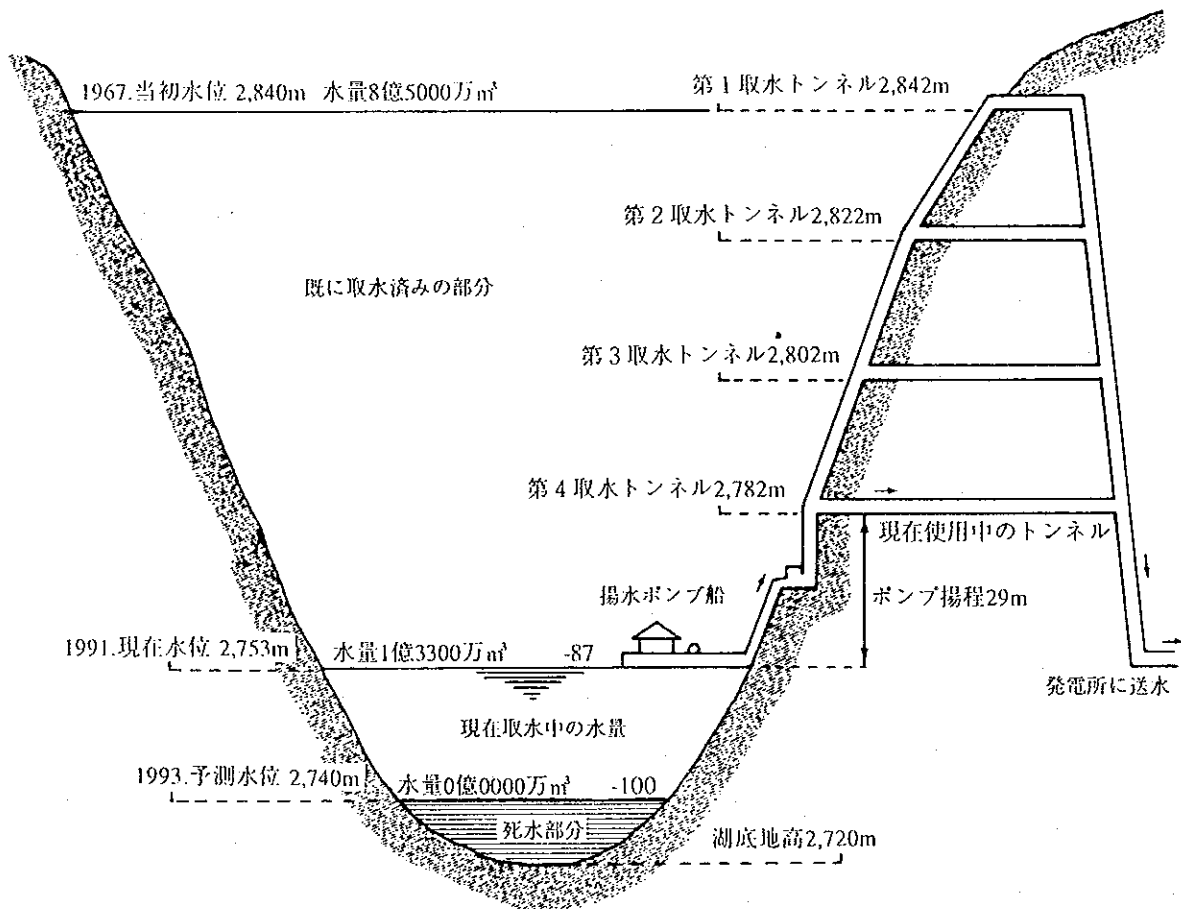 1967.当初水位 2,840m 水量8億5000万㎥
第1取水トンネル2,842m
第2取水トンネル2,822m
既に取水済みの部分
第3取水トンネル2,802m
第4取水トンネル2,782m
現在使用中のトンネル
揚水ポンプ船
ポンプ揚程29m
1991.現在水位 2,753m 水量1億3300万㎥ -87
発電所に送水
現在取水中の水量
1993.予測水位 2,740m 水量0億0000万㎥ -100
死水部分
湖底地高2,720m